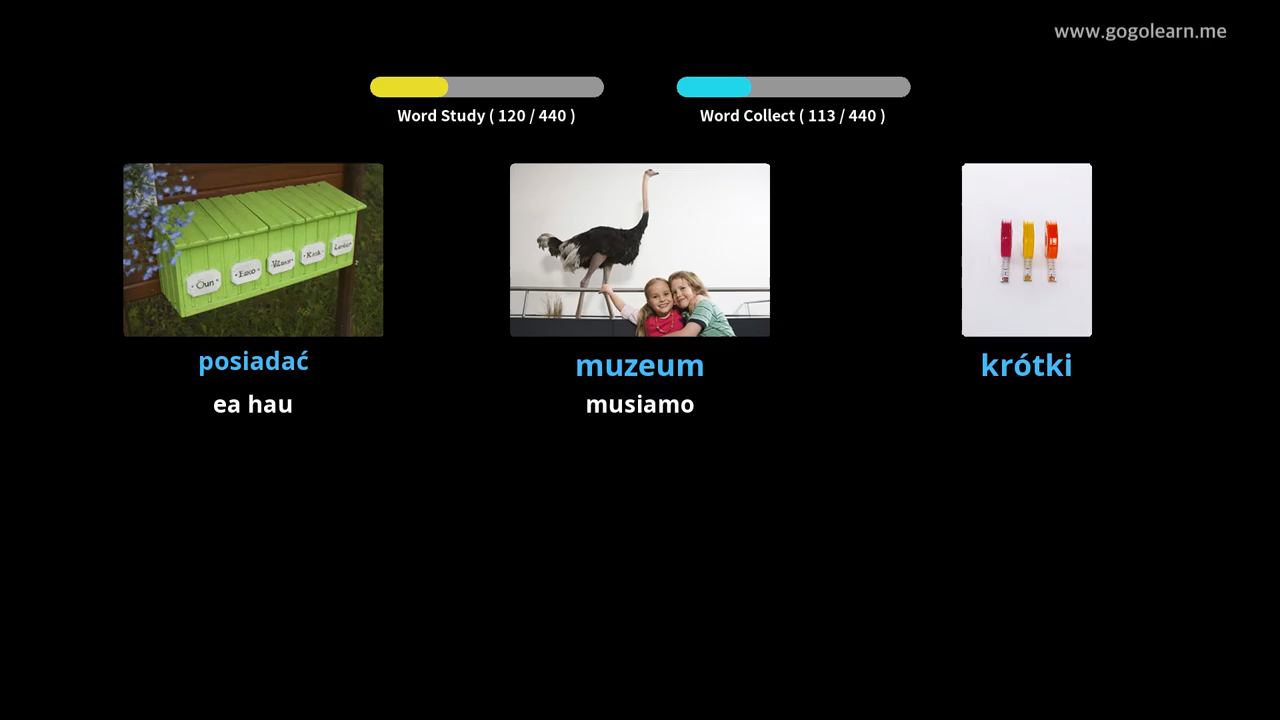 www.gogolearn.me
Word Study ( 120 / 440 )
Word Collect ( 113 / 440 )
posiadać
muzeum
krótki
ea hau
musiamo